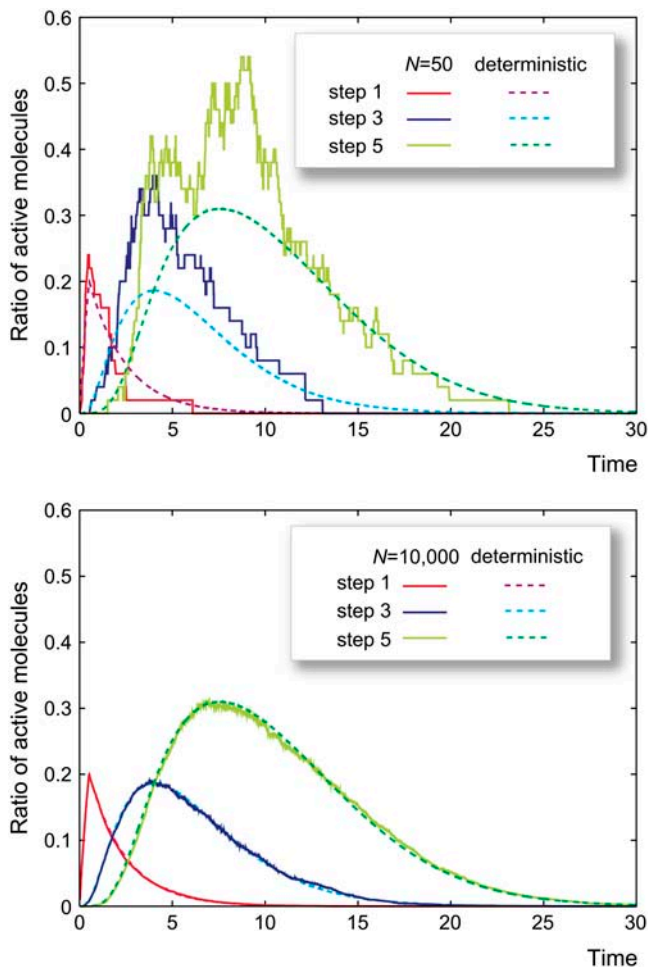 0.6
N=50 deterministic
step 1
step 3
step 5
0.5
0.4
0.3
0.2
0.1
0
Ratio of active molecules
0 5 10 15 20 25 30
Time
0.6
N=10,000 deterministic
step 1
step 3
step 5
0.5
0.4
0.3
0.2
0.1
0
Ratio of active molecules
0 5 10 15 20 25 30
Time